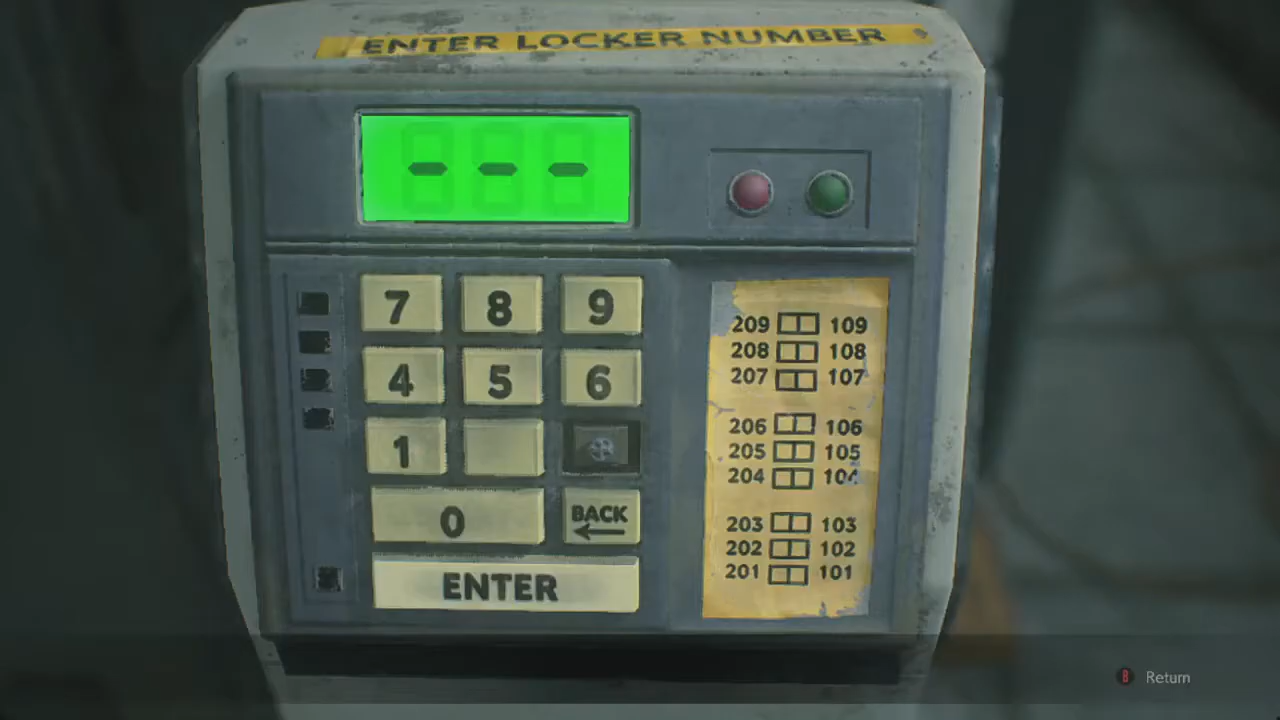 ENTER LOCKER NUMBER
- - -
7 8 9
4 5 6
1
0 BACK
ENTER
209 109
208 108
207 107
206 106
205 105
204 104
203 103
202 102
201 101
B Return